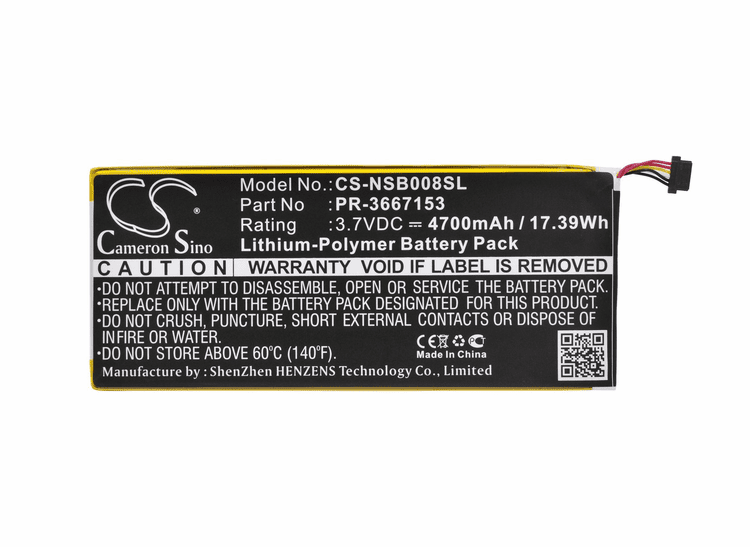 CS
Cameron Sino
Model No.: CS-NSB008SL
Part No : PR-3667153
Rating : 3.7VDC ⎓ 4700mAh / 17.39Wh
Lithium-Polymer Battery Pack
CAUTION WARRANTY VOID IF LABEL IS REMOVED
•DO NOT ATTEMPT TO DISASSEMBLE, OPEN OR SERVICE THE BATTERY.
•REPLACE ONLY WITH THE BATTERY PACK DESIGNED FOR THIS PRODUCT.
•DO NOT CRUSH, PUNCTURE, SHORT EXTERNAL CONTACTS OR DISPOSE OF
INFIRE OR WATER.
•DO NOT STORE ABOVE 60°C (140°F)
CE
Made In China
Manufacture by : ShenZhen HENZENS Technology Co., Limited